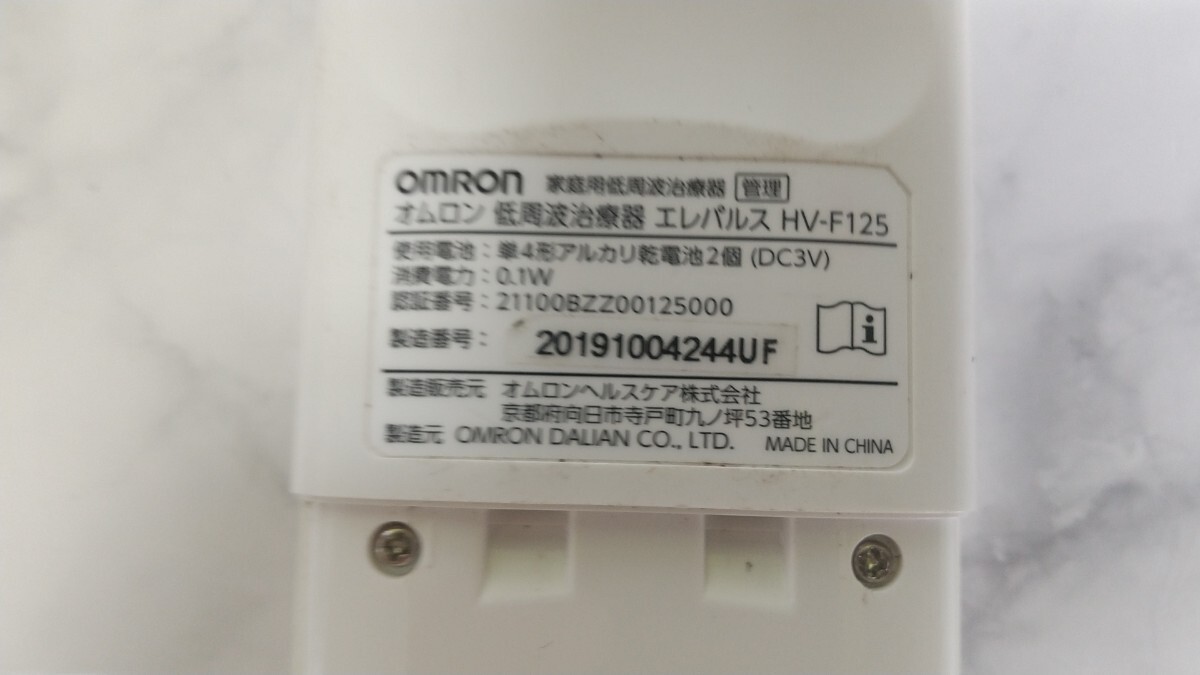 OMRON 家庭用低周波治療器 管理
オムロン 低周波治療器 エレパルス HV-F125
使用電池：単4形アルカリ乾電池2個 (DC3V)
消費電力：0.1W
認証番号：21100BZZ00125000
製造番号： 20191004244UF
製造販売元 オムロンヘルスケア株式会社
京都府向日市寺戸町九ノ坪53番地
製造元 OMRON DALIAN CO., LTD. MADE IN CHINA